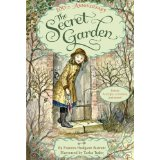 100th Anniversary
The
Secret
Garden
by Frances Hodgson Burnett
Illustrated by Tasha Tudor